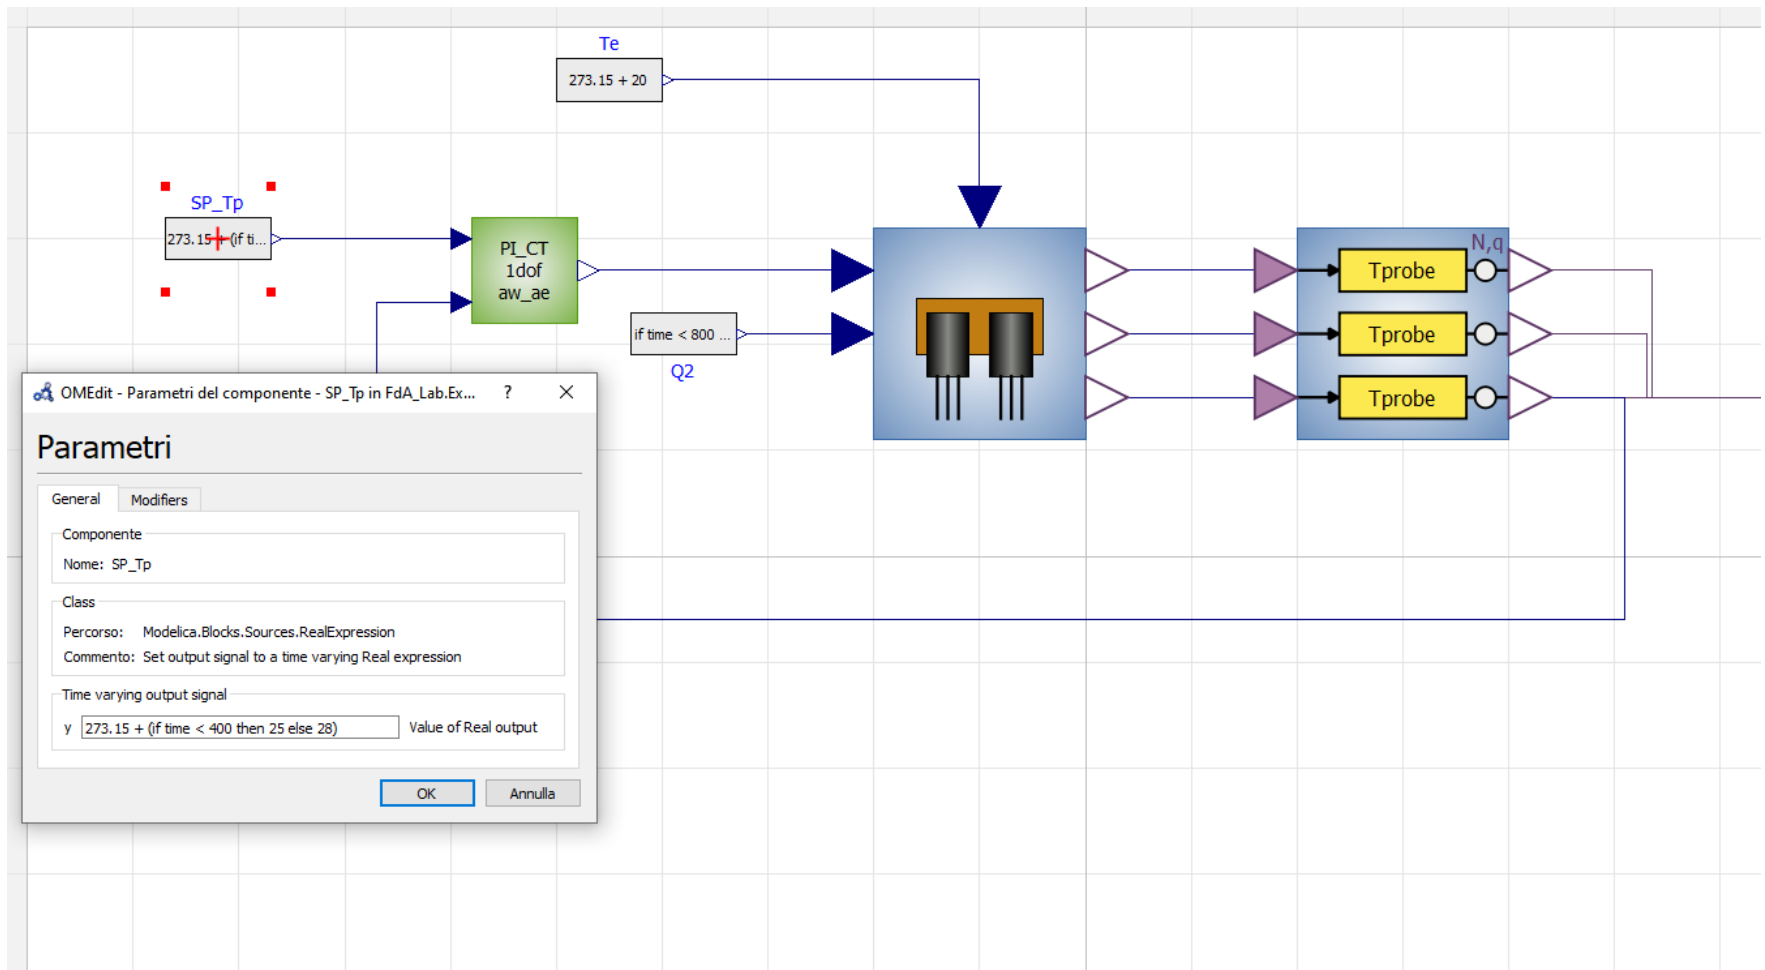 Te
273.15 + 20
SP_Tp
273.15 + (if ti...
PI_CT
1dof
aw_ae
if time < 800 ...
Q2
N,q
Tprobe
Tprobe
Tprobe
OMEdit - Parametri del componente - SP_Tp in FdA_Lab.Ex...
?
Parametri
General
Modifiers
Componente
Nome: SP_Tp
Class
Percorso: Modelica.Blocks.Sources.RealExpression
Commento: Set output signal to a time varying Real expression
Time varying output signal
y 273.15 + (if time < 400 then 25 else 28) Value of Real output
OK
Annulla